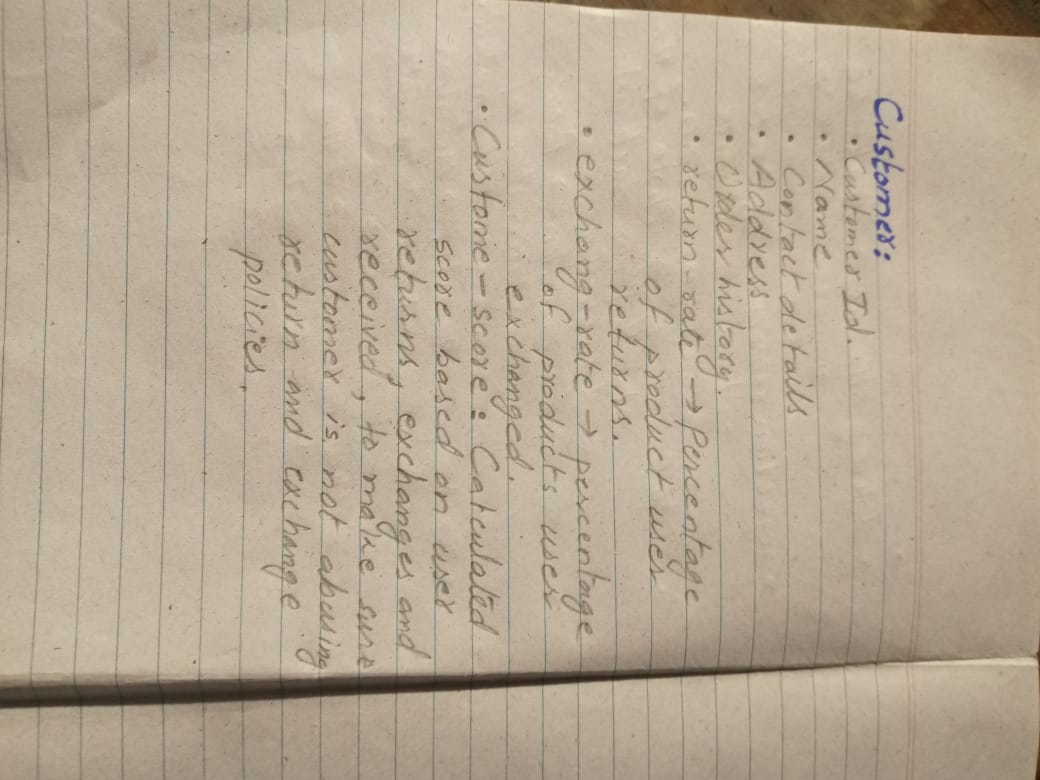 Customer:
• Customer Id.
• Name
• Contact details
• Address
• Order history.
• return-rate → Percentage
of product user
returns.
• exchang-rate → percentage
of products user
exchanged.
• Custome-score: Calculated
score based on user
returns, exchanges and
received, to make sure
customer is not abusing
return and exchange
policies.